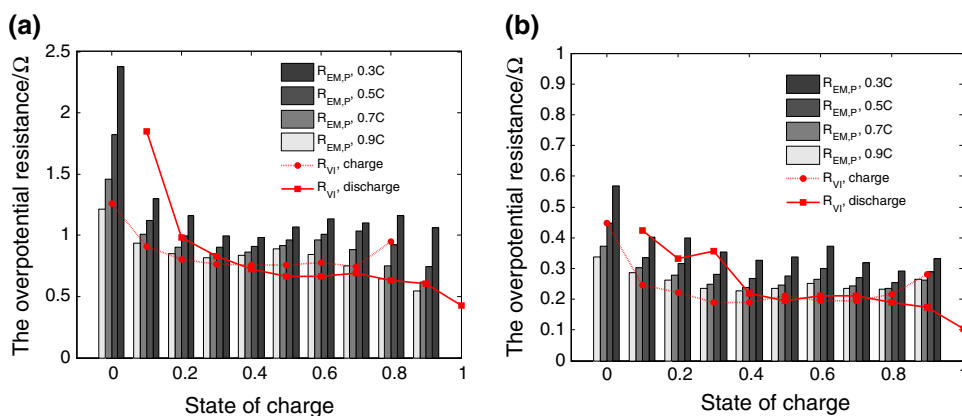 (a)
The overpotential resistance/Ω
2.5
2
1.5
1
0.5
0
R_EM,P, 0.3C
R_EM,P, 0.5C
R_EM,P, 0.7C
R_EM,P, 0.9C
R_VI, charge
R_VI, discharge
0 0.2 0.4 0.6 0.8 1
State of charge
(b)
The overpotential resistance/Ω
1
0.9
0.8
0.7
0.6
0.5
0.4
0.3
0.2
0.1
0
R_EM,P, 0.3C
R_EM,P, 0.5C
R_EM,P, 0.7C
R_EM,P, 0.9C
R_VI, charge
R_VI, discharge
0 0.2 0.4 0.6 0.8 1
State of charge